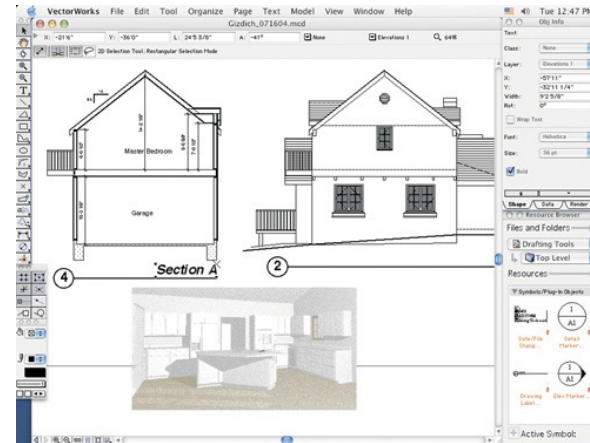 VectorWorks File Edit Tool Organize Page Text Model View Window Help
Tue 12:47 PM
Gizdich_071604.mcd
X: -21'6" Y: -36'0" L: 24'5 3/8" A: -41° None Elevations 1 Q 64%
2D Selection Tool: Rectangular Selection Mode
Master Bedroom
Garage
4
Section A
2
Obj Info
Text
Class: None
Layer: Elevations 1
X: -57'11"
Y: -32'11 1/4"
Width: 9'2 5/8"
Rot: 0°
Wrap Text
Font: Helvetica
Size: 36 pt
Bold
Shape Data Render
Resource Browser
Files and Folders
Drafting Tools
Top Level
Resources
Symbols/Plug-in Objects
1
A1
Date/File Stamp...
Detail Marker...
1
A1
Drawing Label...
Elev Marker...
Active Symbol: